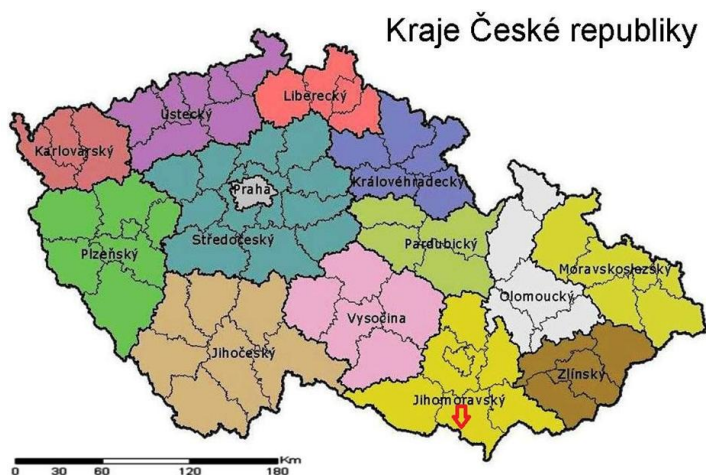 Kraje České republiky
Liberecký
Ústecký
Karlovarský
Praha
Královéhradecký
Středočeský
Pardubický
Plzeňský
Moravskoslezský
Olomoucký
Vysočina
Jihočeský
Zlínský
Jihomoravský
Km
0 30 60 120 180